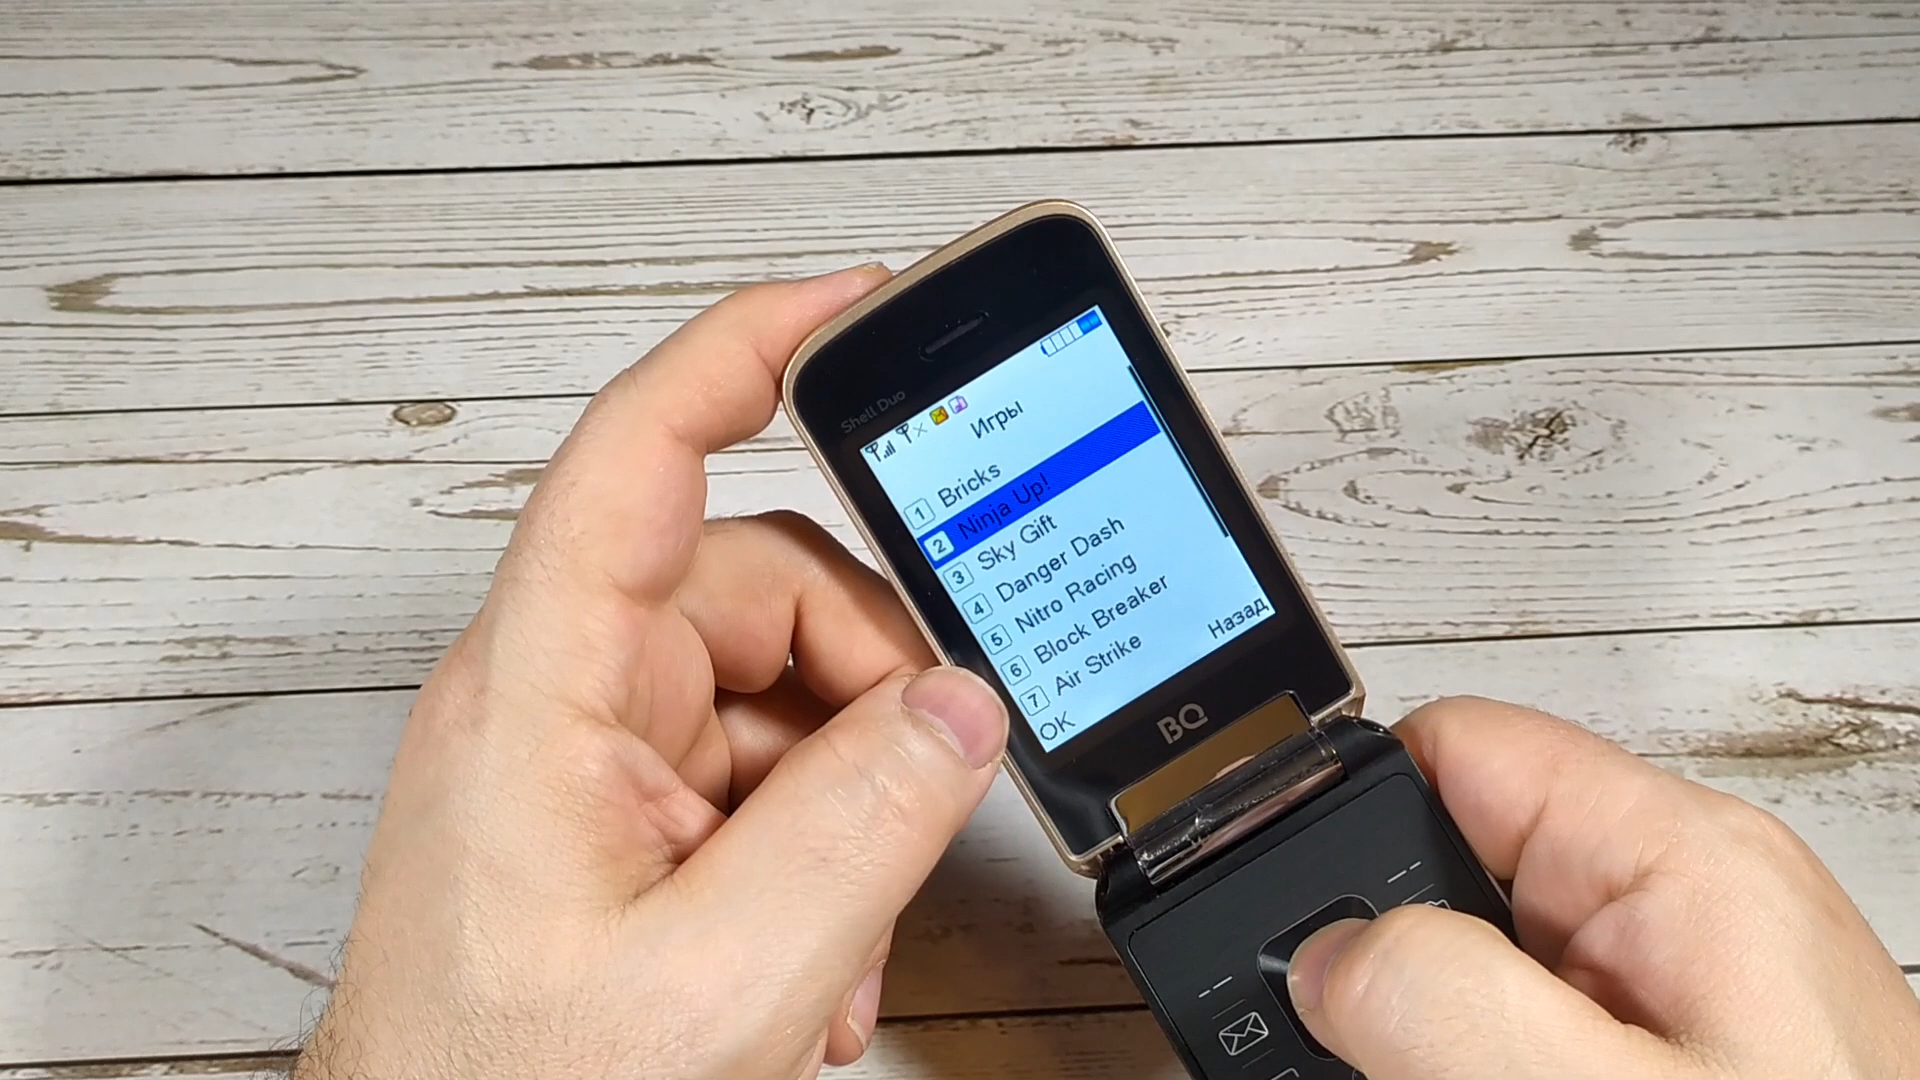 Shell Duo
Игры
1 Bricks
2 Ninja Up!
3 Sky Gift
4 Danger Dash
5 Nitro Racing
6 Block Breaker
7 Air Strike
OK Назад
BQ